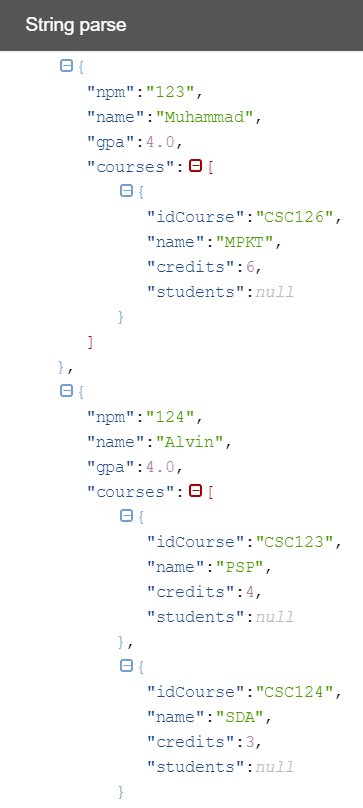 String parse
{
"npm":"123",
"name":"Muhammad",
"gpa":4.0,
"courses":[
{
"idCourse":"CSC126",
"name":"MPKT",
"credits":6,
"students":null
}
]
},
{
"npm":"124",
"name":"Alvin",
"gpa":4.0,
"courses":[
{
"idCourse":"CSC123",
"name":"PSP",
"credits":4,
"students":null
},
{
"idCourse":"CSC124",
"name":"SDA",
"credits":3,
"students":null
}